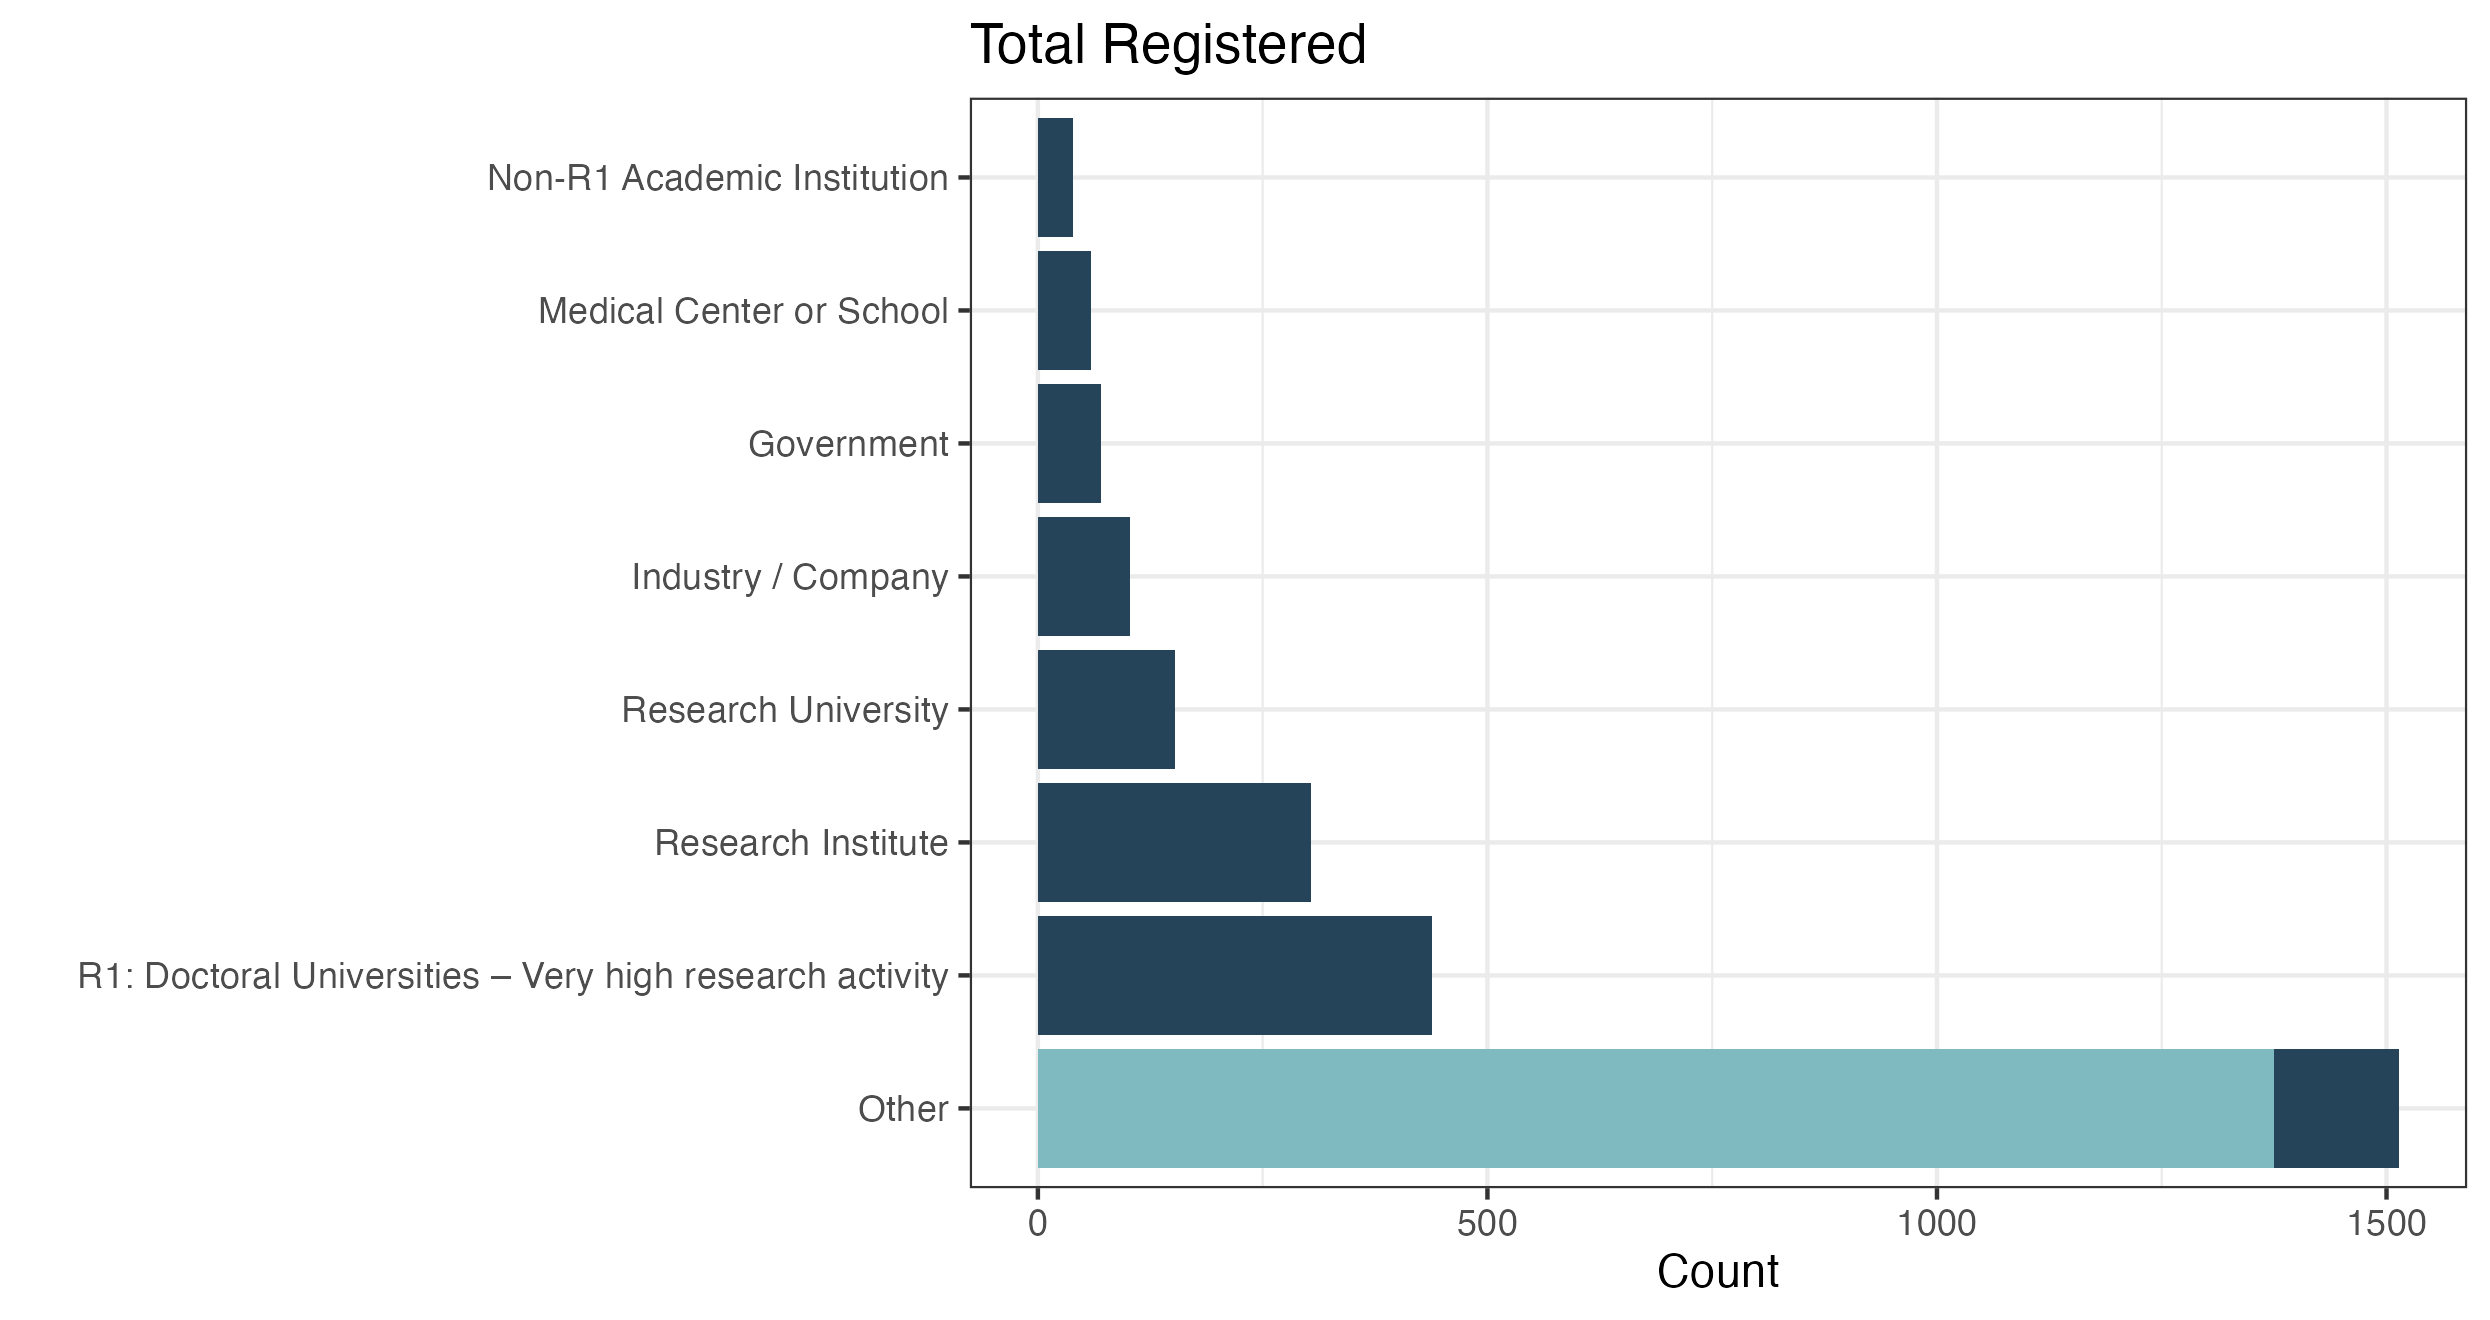 Total Registered
Non-R1 Academic Institution
Medical Center or School
Government
Industry / Company
Research University
Research Institute
R1: Doctoral Universities – Very high research activity
Other
0 500 1000 1500
Count